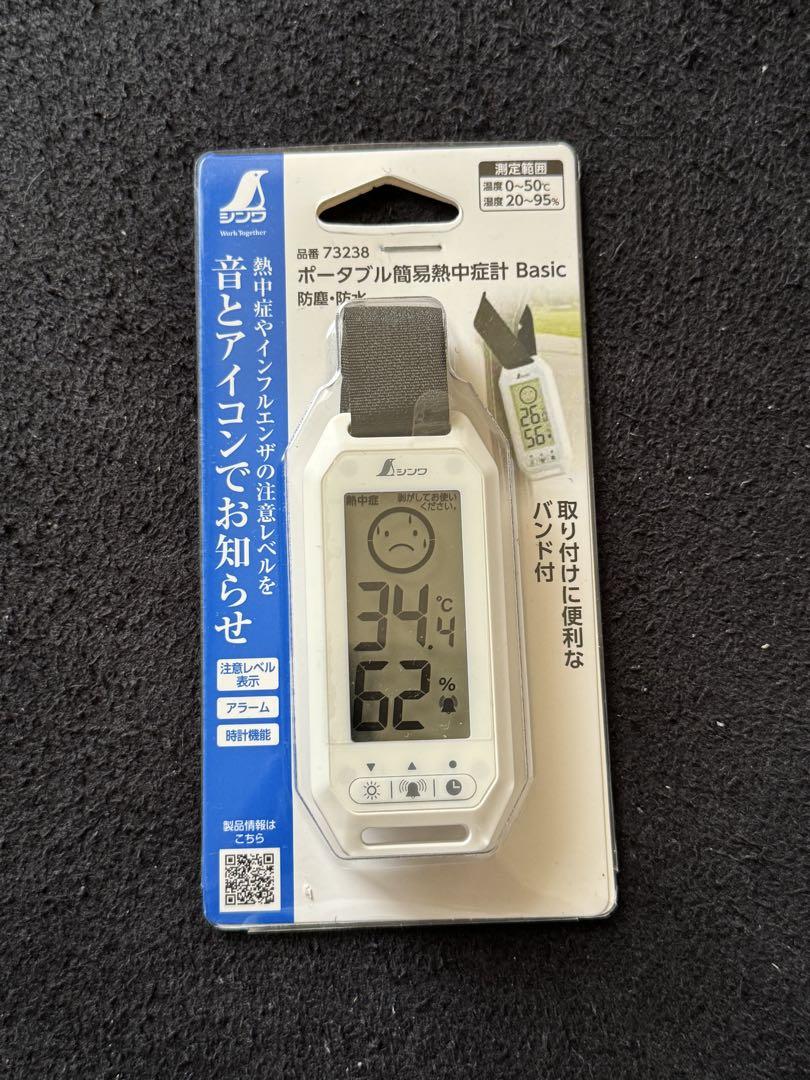 シンワ
Work Together
測定範囲
温度 0～50℃
湿度 20～95%
品番 73238
ポータブル簡易熱中症計 Basic
防塵・防水
熱中症やインフルエンザの注意レベルを
音とアイコンでお知らせ
取り付けに便利な
バンド付
26.
56
シンワ
熱中症
剥がしてお使い
ください。
34.4 ℃
62 %
注意レベル
表示
アラーム
時計機能
製品情報は
こちら